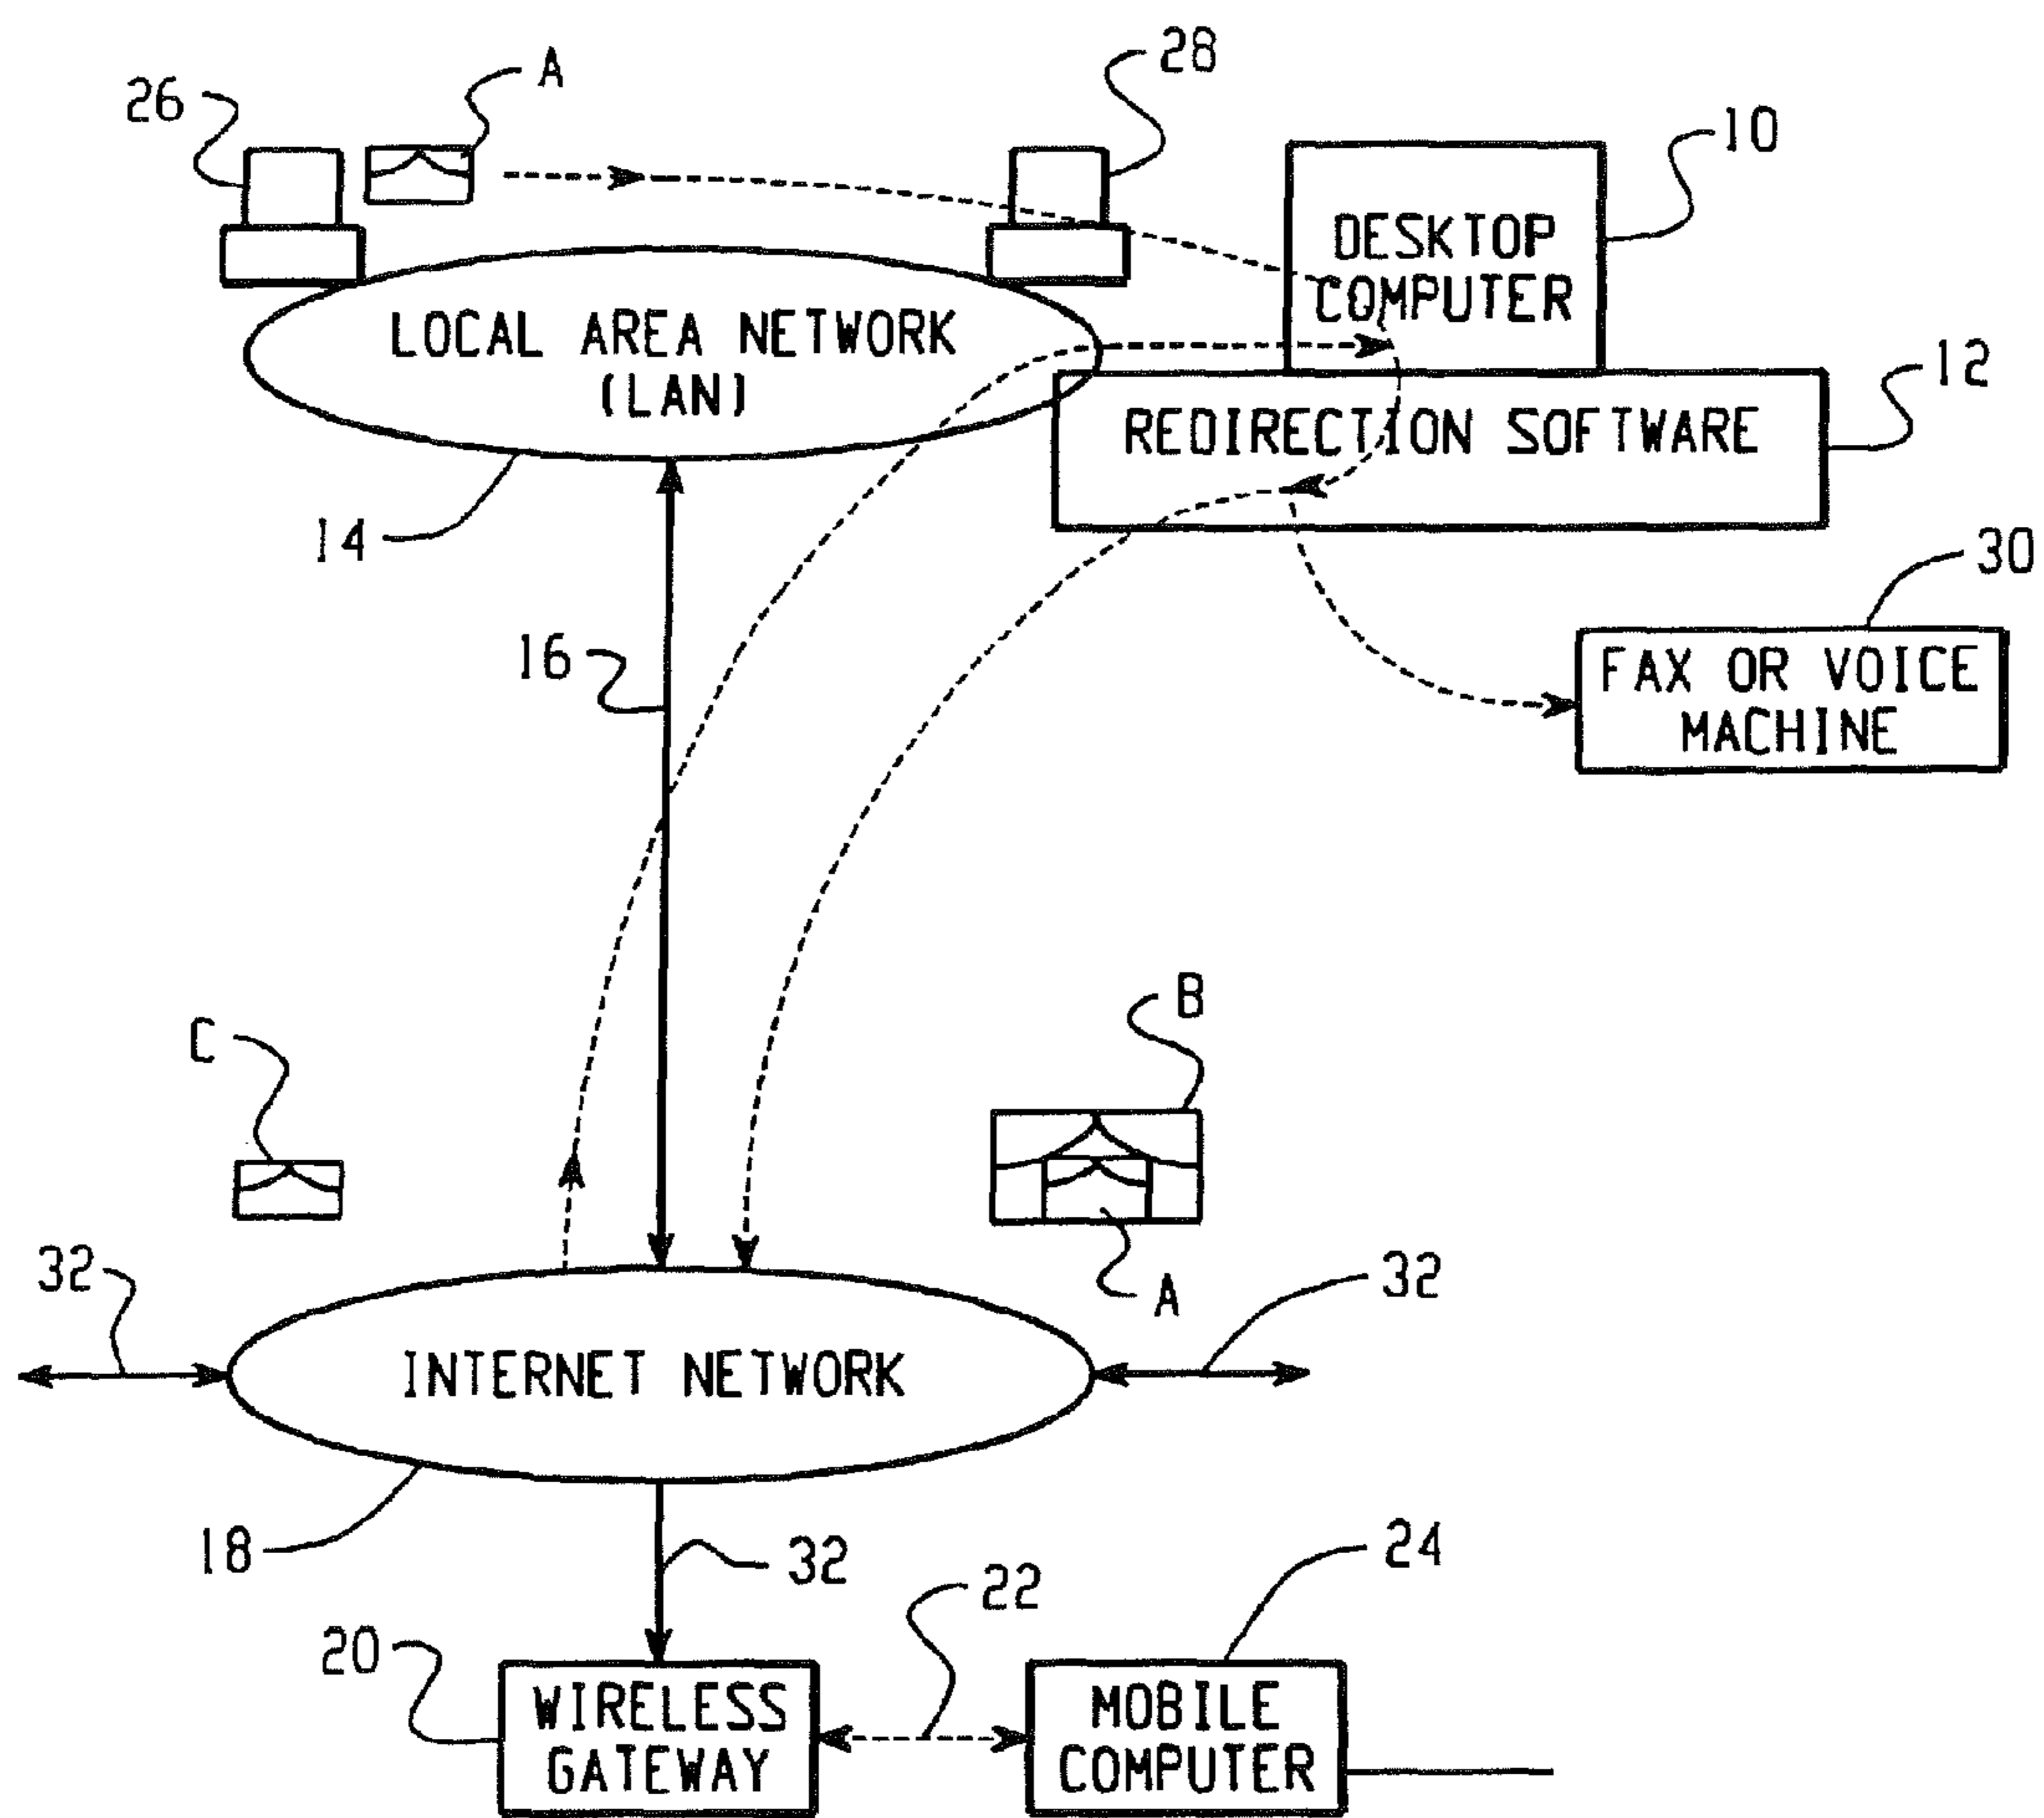 A
28
26
10
DESKTOP
COMPUTER
LOCAL AREA NETWORK
(LAN)
12
REDIRECTION SOFTWARE
14
30
16
FAX OR VOICE
MACHINE
B
C
32
A
32
INTERNET NETWORK
18
32
24
22
20
WIRELESS
GATEWAY
MOBILE
COMPUTER